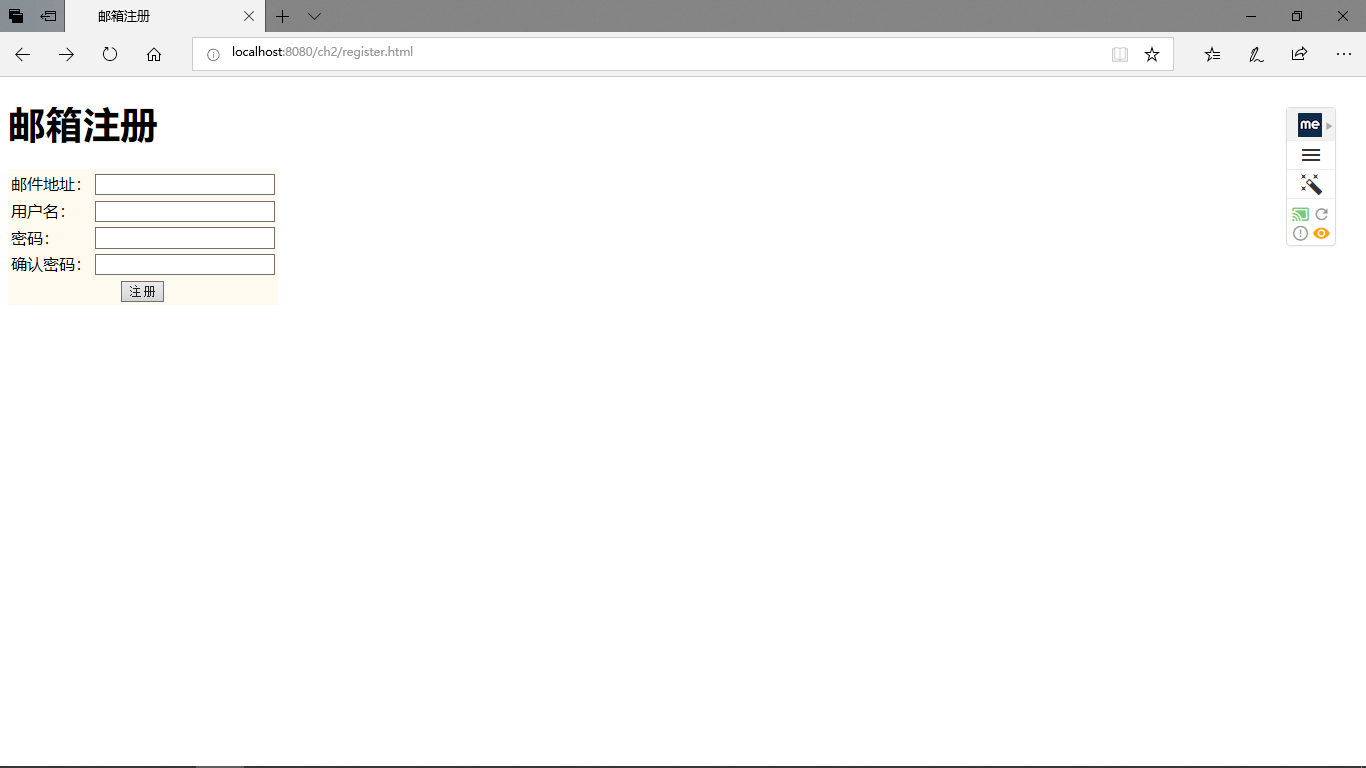 邮箱注册
localhost:8080/ch2/register.html
邮箱注册
me
邮件地址：
用户名：
密码：
确认密码：
注册